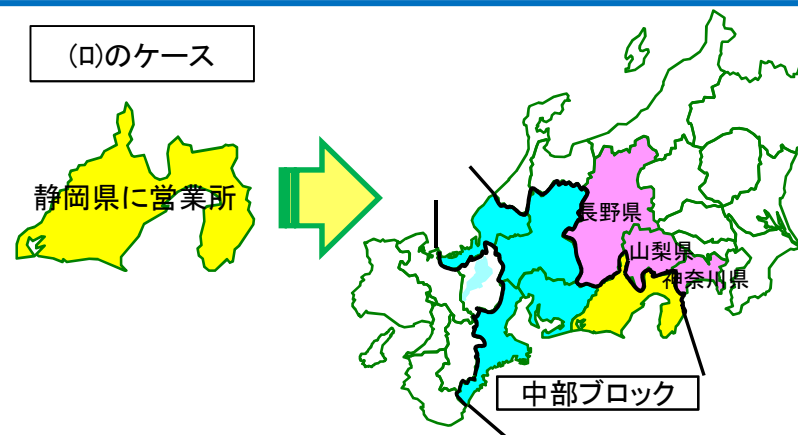 (ロ)のケース
静岡県に営業所
長野県
山梨県
神奈川県
中部ブロック